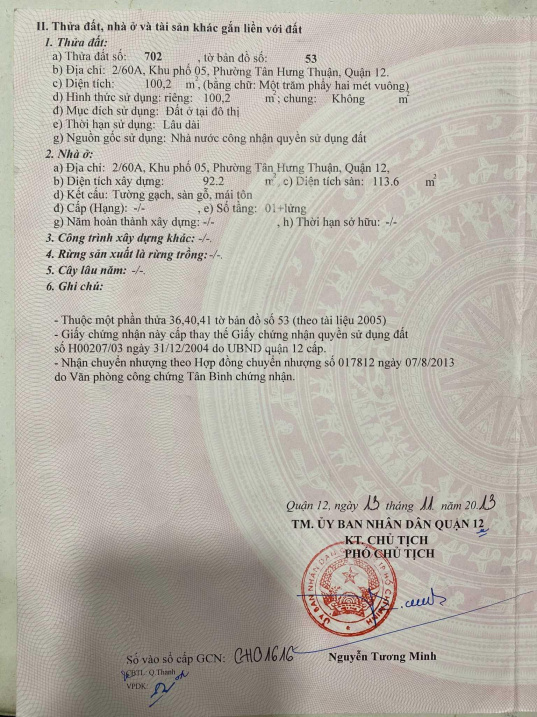 II. Thửa đất, nhà ở và tài sản khác gắn liền với đất
1. Thửa đất:
a) Thửa đất số: 702 , tờ bản đồ số: 53
b) Địa chỉ: 2/60A, Khu phố 05, Phường Tân Hưng Thuận, Quận 12.
c) Diện tích: 100,2 m², (bằng chữ: Một trăm phẩy hai mét vuông)
d) Hình thức sử dụng: riêng: 100,2 m²; chung: Không m²
đ) Mục đích sử dụng: Đất ở tại đô thị
e) Thời hạn sử dụng: Lâu dài
g) Nguồn gốc sử dụng: Nhà nước công nhận quyền sử dụng đất
2. Nhà ở:
a) Địa chỉ: 2/60A, Khu phố 05, Phường Tân Hưng Thuận, Quận 12,
b) Diện tích xây dựng: 92.2 m², c) Diện tích sàn: 113.6 m²
d) Kết cấu: Tường gạch, sàn gỗ, mái tôn
đ) Cấp (Hạng): -/- , e) Số tầng: 01+lửng
g) Năm hoàn thành xây dựng: -/- , h) Thời hạn sở hữu: -/-
3. Công trình xây dựng khác: -/-.
4. Rừng sản xuất là rừng trồng: -/-.
5. Cây lâu năm: -/-.
6. Ghi chú:
- Thuộc một phần thửa 36,40,41 tờ bản đồ số 53 (theo tài liệu 2005)
- Giấy chứng nhận này cấp thay thế Giấy chứng nhận quyền sử dụng đất
số H00207/03 ngày 31/12/2004 do UBND quận 12 cấp.
- Nhận chuyển nhượng theo Hợp đồng chuyển nhượng số 017812 ngày 07/8/2013
do Văn phòng công chứng Tân Bình chứng nhận.
Quận 12, ngày 13 tháng 11 năm 2013
TM. ỦY BAN NHÂN DÂN QUẬN 12
KT. CHỦ TỊCH
PHÓ CHỦ TỊCH
Số vào sổ cấp GCN: CH01616
Nguyễn Tương Minh
CBTL: Q.Thanh
VPĐK: